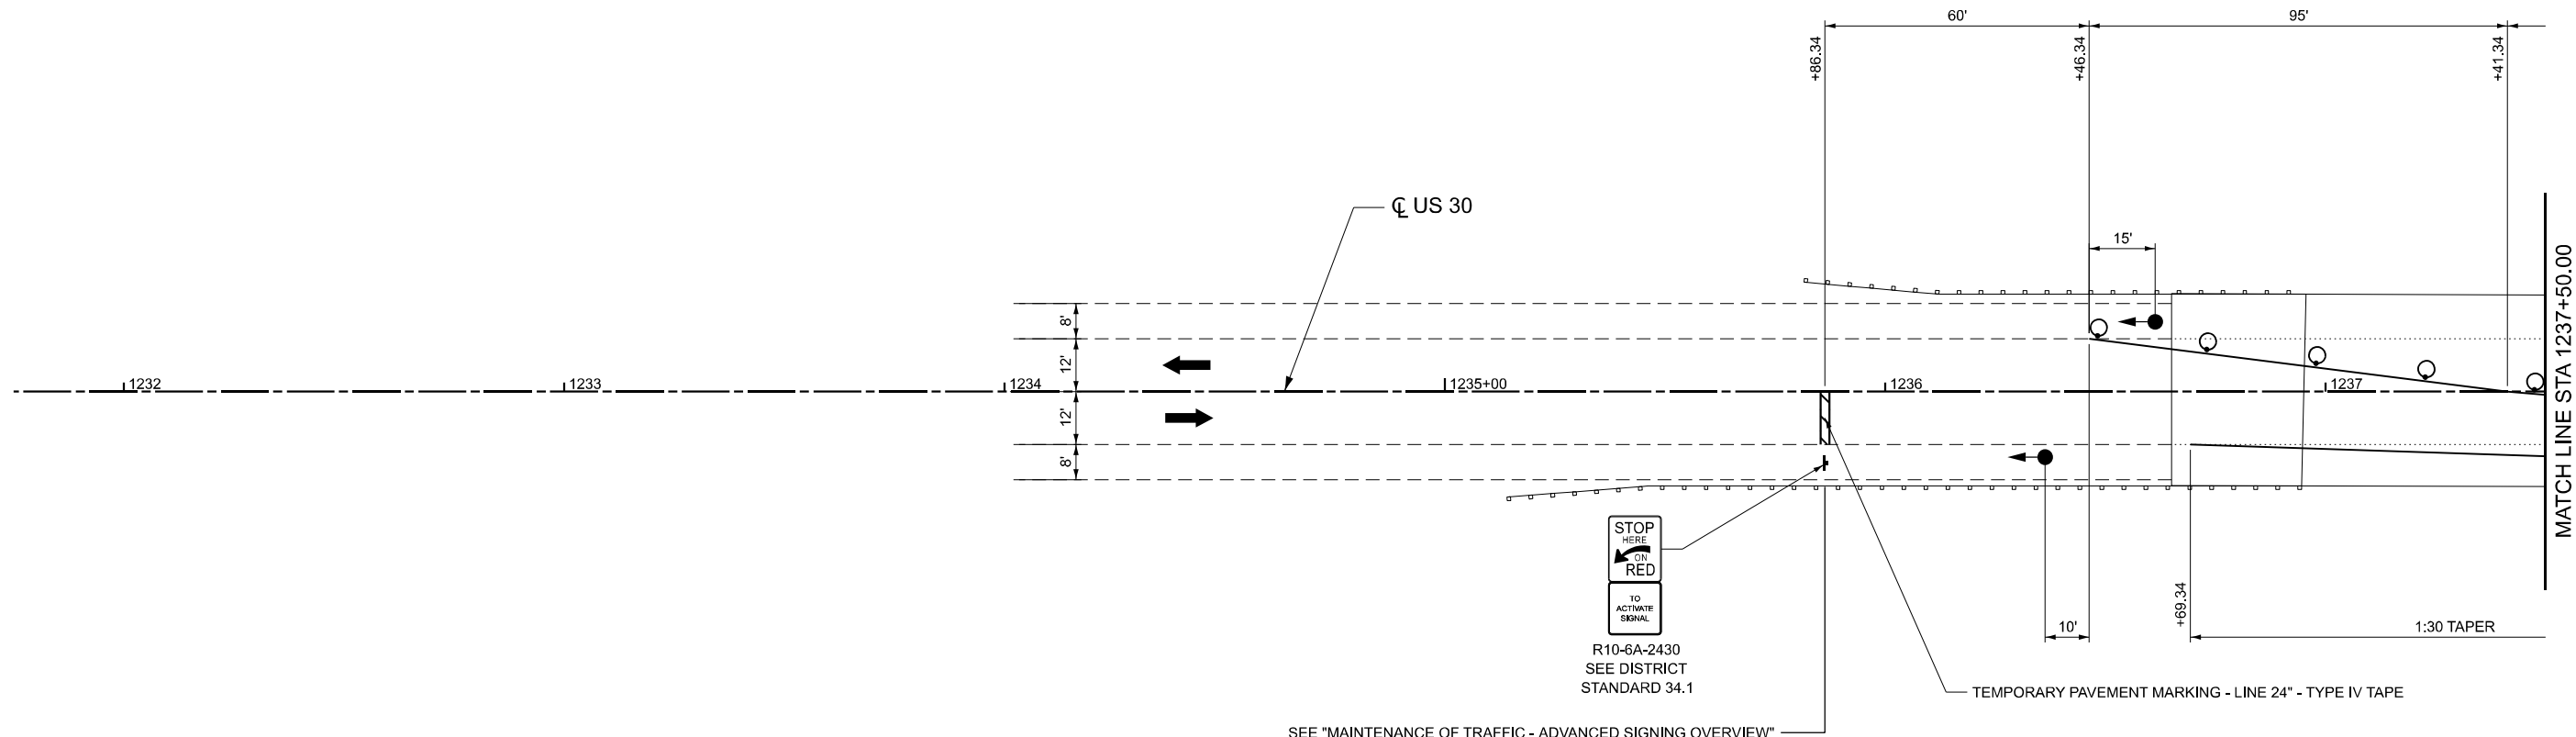 60'
95'
+86.34
+46.34
+41.34
℄ US 30
15'
8'
12'
12'
8'
1232
1233
1234
1235+00
1236
1237
MATCH LINE STA 1237+50.00
STOP
HERE
ON
RED
TO
ACTIVATE
SIGNAL
R10-6A-2430
SEE DISTRICT
STANDARD 34.1
+69.34
10'
1:30 TAPER
TEMPORARY PAVEMENT MARKING - LINE 24" - TYPE IV TAPE
SEE "MAINTENANCE OF TRAFFIC - ADVANCED SIGNING OVERVIEW"